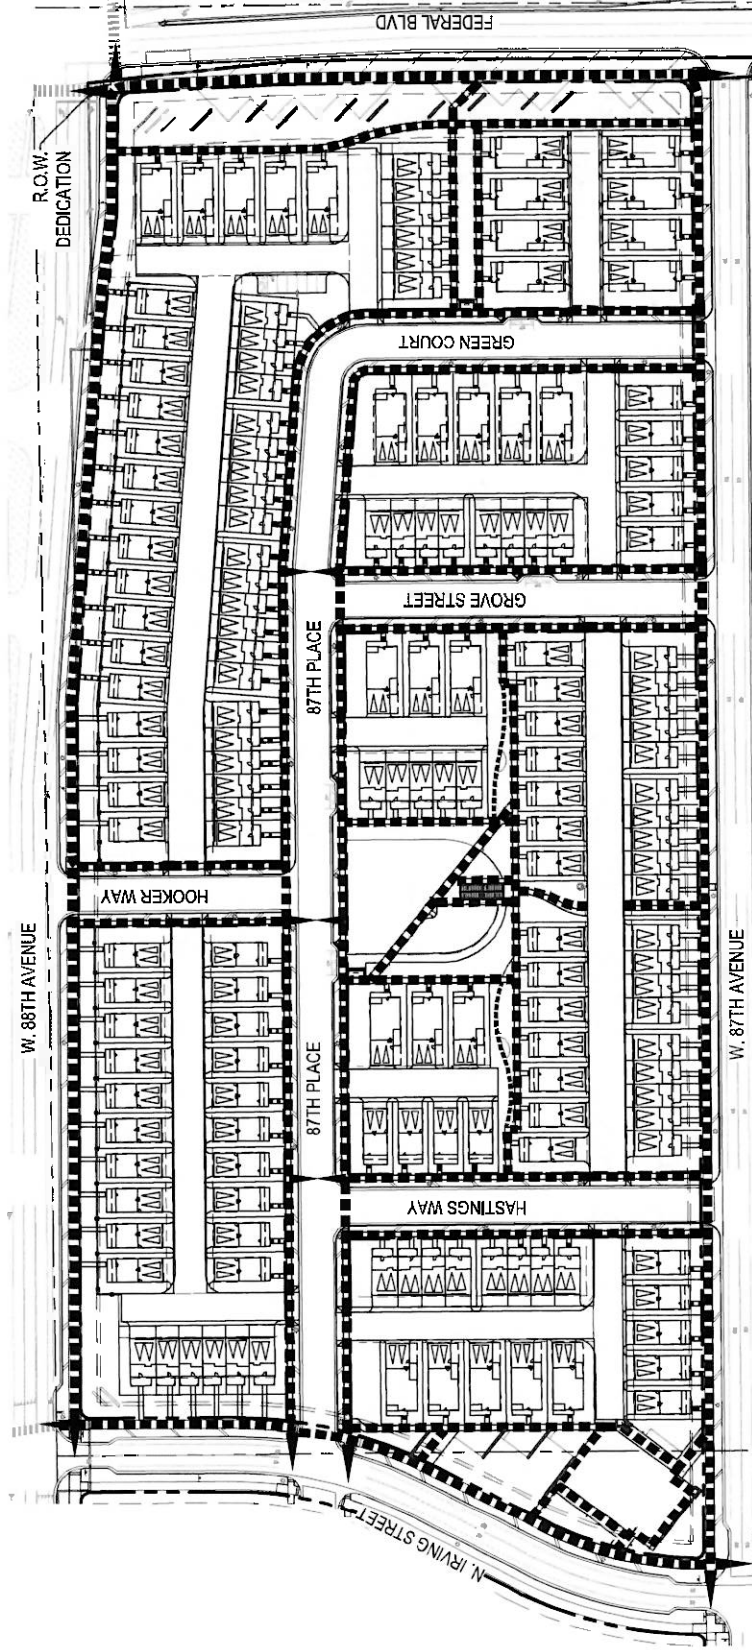 FEDERAL BLVD
R.O.W.
DEDICATION
GREEN COURT
GROVE STREET
87TH PLACE
HOOKER WAY
W. 88TH AVENUE
W. 87TH AVENUE
87TH PLACE
HASTINGS WAY
N. IRVING STREET